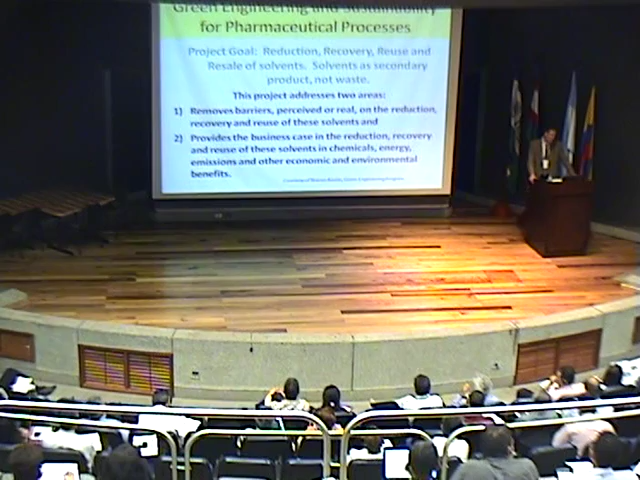 Green Engineering and Sustainability
for Pharmaceutical Processes
Project Goal: Reduction, Recovery, Reuse and
Resale of solvents. Solvents as secondary
product, not waste.
This project addresses two areas:
1) Removes barriers, perceived or real, on the reduction,
recovery and reuse of these solvents and
2) Provides the business case in the reduction, recovery
and reuse of these solvents in chemicals, energy,
emissions and other economic and environmental
benefits.